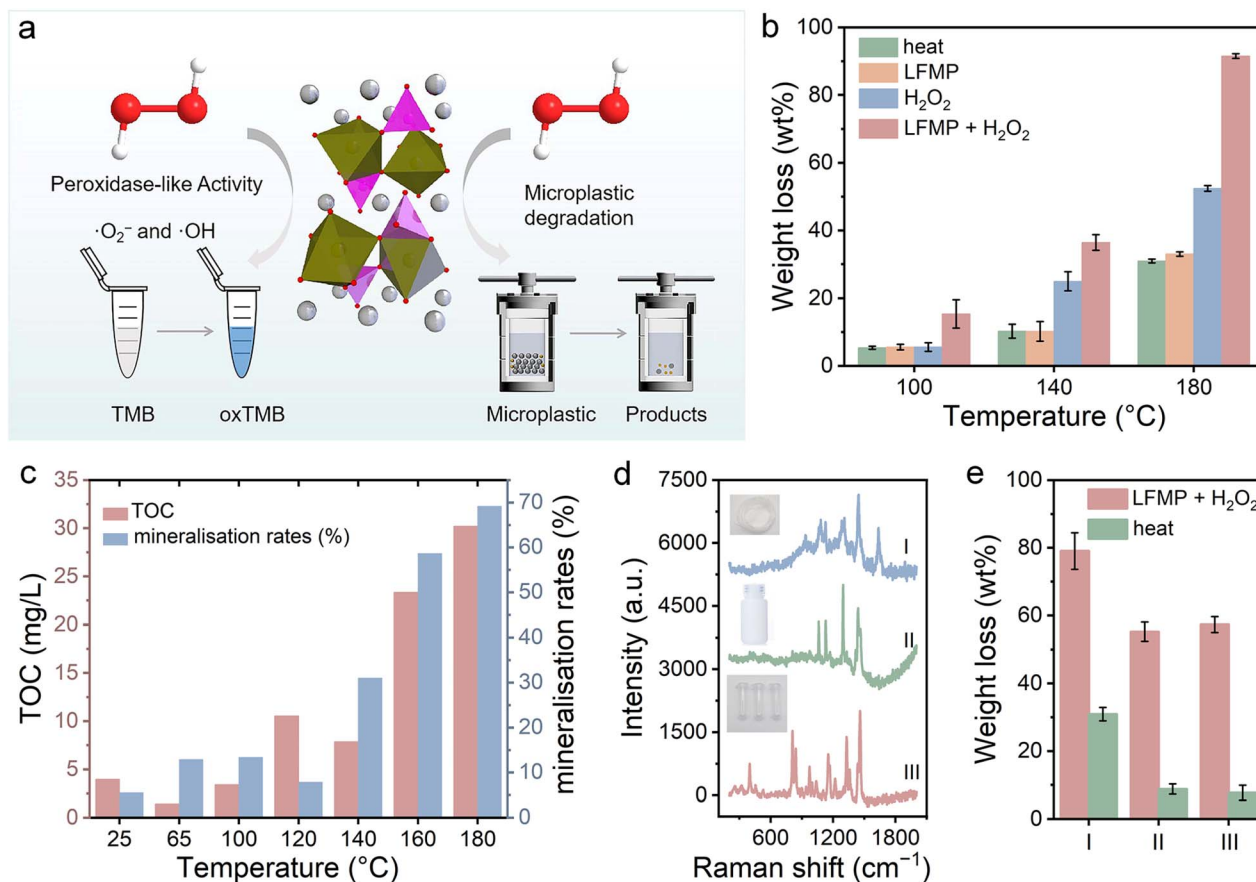 a
Peroxidase-like Activity
·O₂⁻ and ·OH
TMB
oxTMB
Microplastic
degradation
Microplastic
Products
b
Weight loss (wt%)
100
80
60
40
20
0
heat
LFMP
H₂O₂
LFMP + H₂O₂
100 140 180
Temperature (°C)
c
TOC (mg/L)
35
30
25
20
15
10
5
0
TOC
mineralisation rates (%)
70
60
50
40
30
20
10
0
mineralisation rates (%)
25 65 100 120 140 160 180
Temperature (°C)
d
Intensity (a.u.)
7500
6000
4500
3000
1500
0
I
II
III
600 1200 1800
Raman shift (cm⁻¹)
e
Weight loss (wt%)
100
80
60
40
20
0
LFMP + H₂O₂
heat
I II III